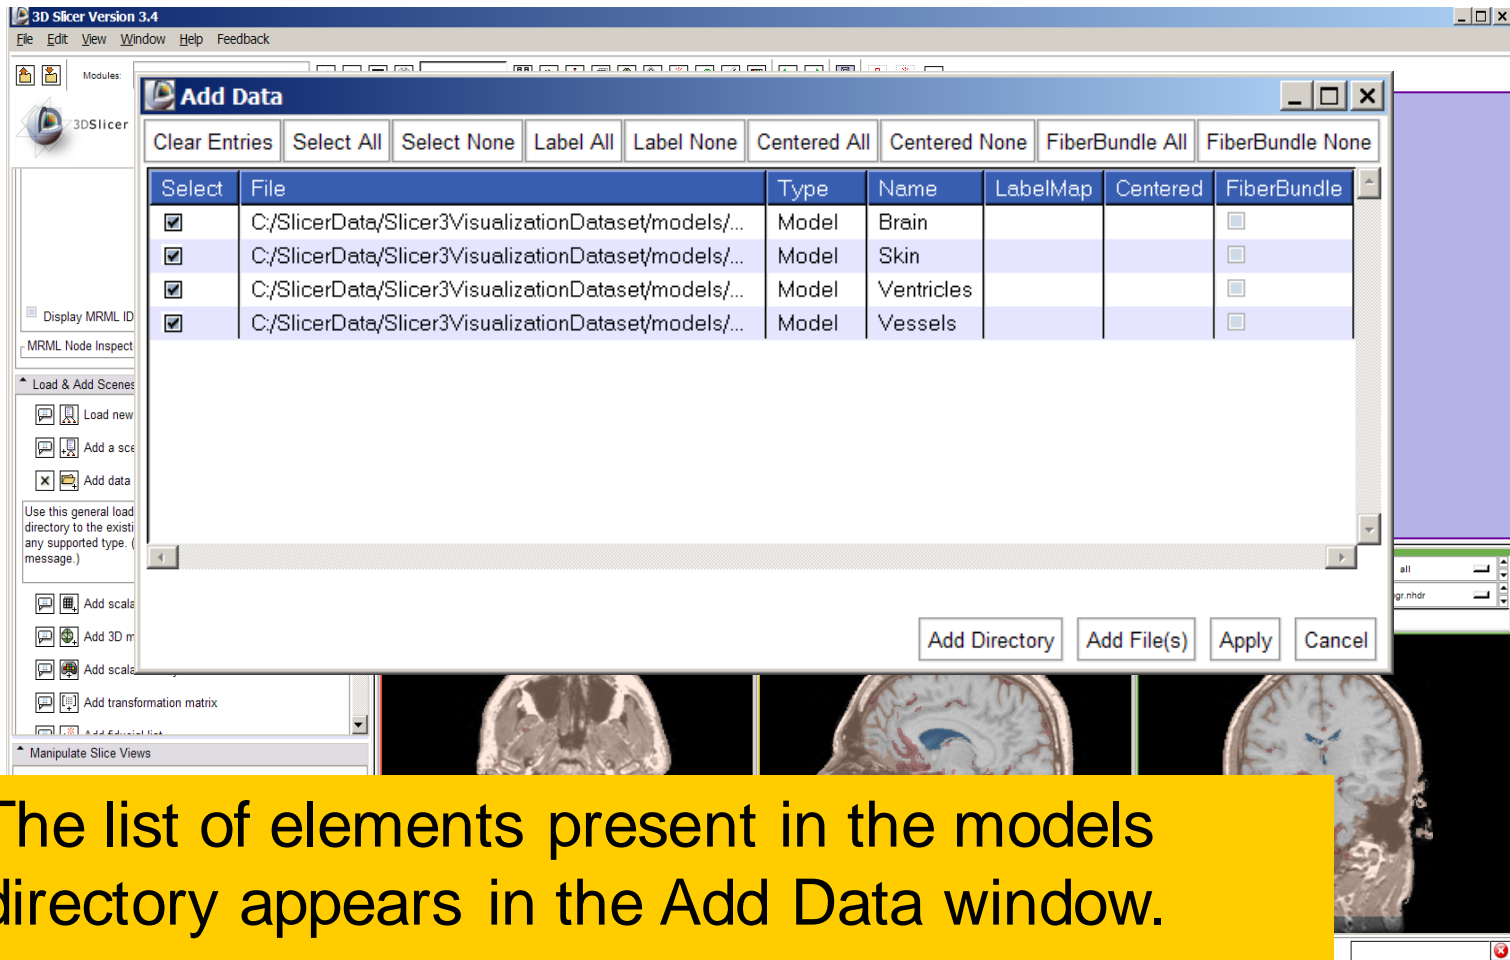 3D Slicer Version 3.4
File Edit View Window Help Feedback
Modules:
3DSlicer
Add Data
Clear Entries Select All Select None Label All Label None Centered All Centered None FiberBundle All FiberBundle None
Select File Type Name LabelMap Centered FiberBundle
C:/SlicerData/Slicer3VisualizationDataset/models/... Model Brain
C:/SlicerData/Slicer3VisualizationDataset/models/... Model Skin
C:/SlicerData/Slicer3VisualizationDataset/models/... Model Ventricles
C:/SlicerData/Slicer3VisualizationDataset/models/... Model Vessels
Display MRML ID
MRML Node Inspect
Load & Add Scenes
Load new
Add a sce
Add data
Use this general load
directory to the existi
any supported type. (
message.)
all
gr.nhdr
Add scala
Add 3D m
Add scala
Add Directory Add File(s) Apply Cancel
Add transformation matrix
Add fiducial list
Manipulate Slice Views
The list of elements present in the models
directory appears in the Add Data window.